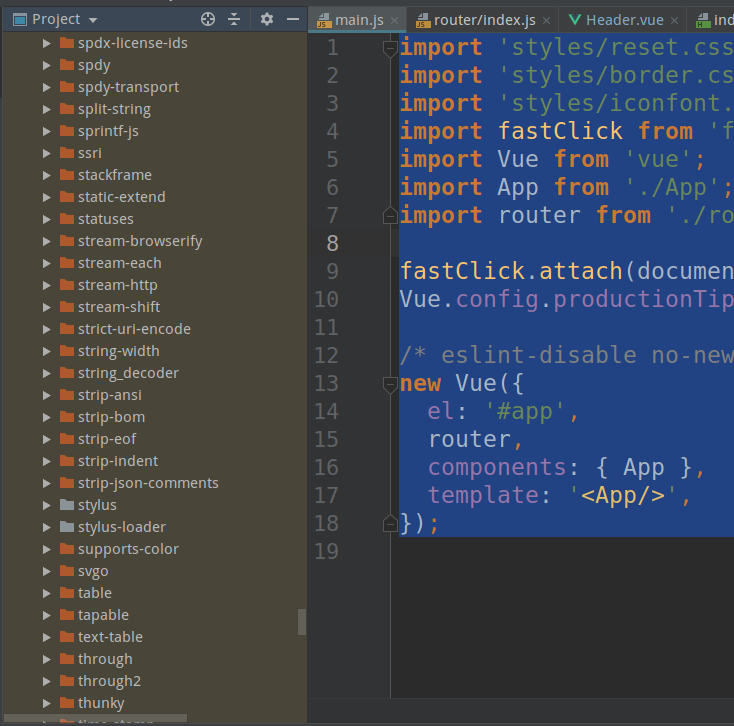 Project
main.js router/index.js Header.vue ind
spdx-license-ids
spdy
spdy-transport
split-string
sprintf-js
ssri
stackframe
static-extend
statuses
stream-browserify
stream-each
stream-http
stream-shift
strict-uri-encode
string-width
string_decoder
strip-ansi
strip-bom
strip-eof
strip-indent
strip-json-comments
stylus
stylus-loader
supports-color
svgo
table
tapable
text-table
through
through2
thunky
time-stamp
1 import 'styles/reset.css
2 import 'styles/border.cs
3 import 'styles/iconfont.
4 import fastClick from 'f
5 import Vue from 'vue';
6 import App from './App';
7 import router from './ro
8
9 fastClick.attach(documen
10 Vue.config.productionTip
11
12 /* eslint-disable no-new
13 new Vue({
14 el: '#app',
15 router,
16 components: { App },
17 template: '<App/>',
18 });
19